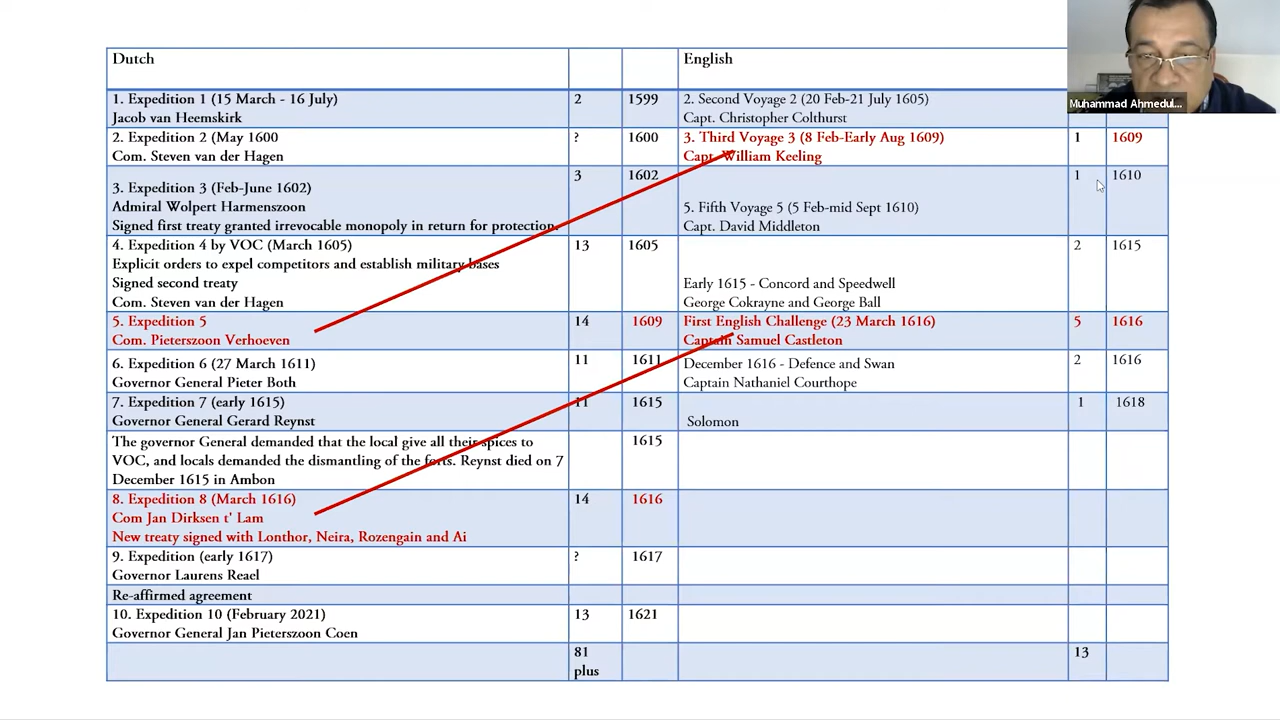 Dutch English
Muhammad Ahmedul...
1. Expedition 1 (15 March - 16 July) 2 1599 2. Second Voyage 2 (20 Feb-21 July 1605)
Jacob van Heemskirk Capt. Christopher Colthurst
2. Expedition 2 (May 1600 ? 1600 3. Third Voyage 3 (8 Feb-Early Aug 1609) 1 1609
Com. Steven van der Hagen Capt. William Keeling
3 1602 1 1610
3. Expedition 3 (Feb-June 1602)
Admiral Wolpert Harmenszoon 5. Fifth Voyage 5 (5 Feb-mid Sept 1610)
Signed first treaty granted irrevocable monopoly in return for protection. Capt. David Middleton
4. Expedition 4 by VOC (March 1605) 13 1605 2 1615
Explicit orders to expel competitors and establish military bases
Signed second treaty Early 1615 - Concord and Speedwell
Com. Steven van der Hagen George Cokrayne and George Ball
5. Expedition 5 14 1609 First English Challenge (23 March 1616) 5 1616
Com. Pieterszoon Verhoeven Captain Samuel Castleton
6. Expedition 6 (27 March 1611) 11 1611 December 1616 - Defence and Swan 2 1616
Governor General Pieter Both Captain Nathaniel Courthope
7. Expedition 7 (early 1615) 11 1615 1 1618
Governor General Gerard Reynst Solomon
The governor General demanded that the local give all their spices to 1615
VOC, and locals demanded the dismantling of the forts. Reynst died on 7
December 1615 in Ambon
8. Expedition 8 (March 1616) 14 1616
Com Jan Dirksen t' Lam
New treaty signed with Lonthor, Neira, Rozengain and Ai
9. Expedition (early 1617) ? 1617
Governor Laurens Reael
Re-affirmed agreement
10. Expedition 10 (February 2021) 13 1621
Governor General Jan Pieterszoon Coen
81 13
plus